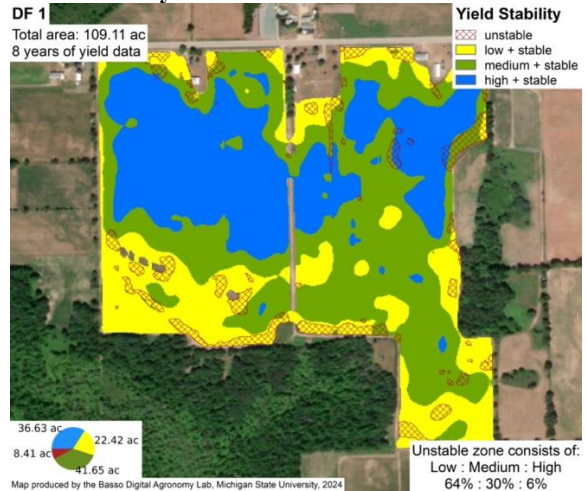 DF 1
Total area: 109.11 ac
8 years of yield data
Yield Stability
unstable
low + stable
medium + stable
high + stable
36.63 ac
22.42 ac
8.41 ac
41.65 ac
Unstable zone consists of:
Low : Medium : High
64% : 30% : 6%
Map produced by the Basso Digital Agronomy Lab, Michigan State University, 2024